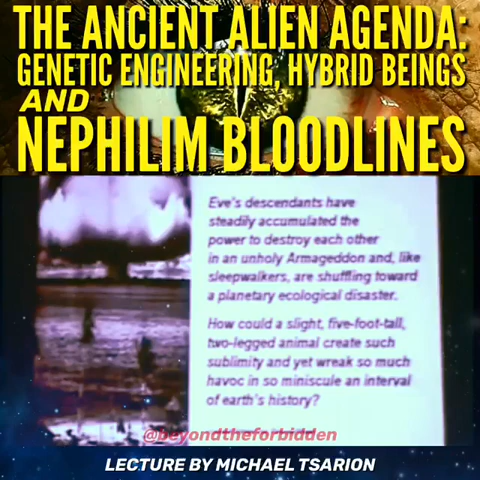 THE ANCIENT ALIEN AGENDA:
GENETIC ENGINEERING, HYBRID BEINGS
AND
NEPHILIM BLOODLINES
Eve's descendants have
steadily accumulated the
power to destroy each other
in an unholy Armageddon and, like
sleepwalkers, are shuffling toward
a planetary ecological disaster.
How could a slight, five-foot-tall,
two-legged animal create such
sublimity and yet wreak so much
havoc in so miniscule an interval
of earth's history?
@beyondtheforbidden
LECTURE BY MICHAEL TSARION